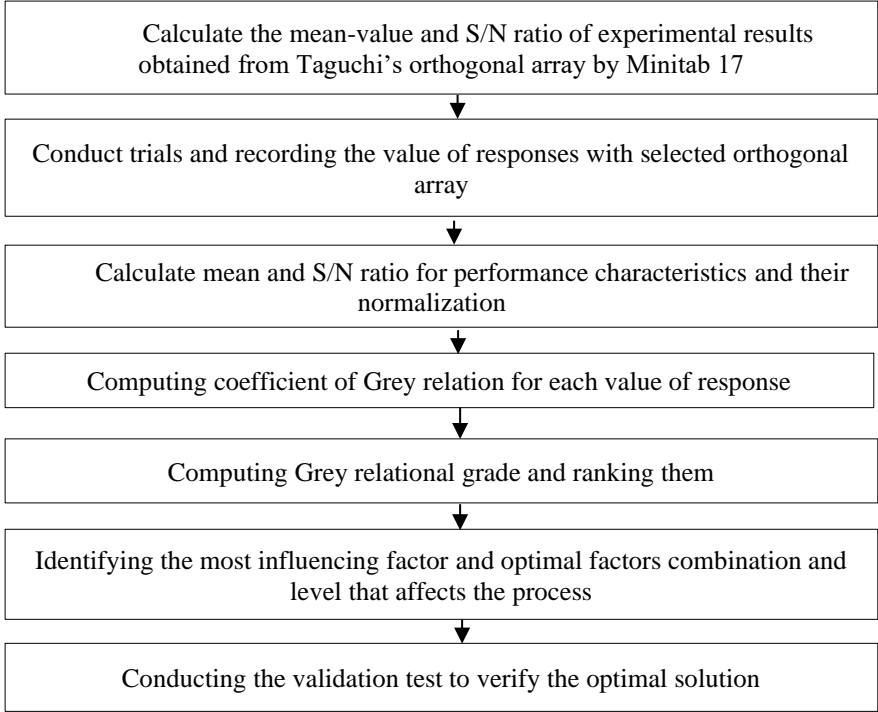 Calculate the mean-value and S/N ratio of experimental results
obtained from Taguchi’s orthogonal array by Minitab 17
Conduct trials and recording the value of responses with selected orthogonal
array
Calculate mean and S/N ratio for performance characteristics and their
normalization
Computing coefficient of Grey relation for each value of response
Computing Grey relational grade and ranking them
Identifying the most influencing factor and optimal factors combination and
level that affects the process
Conducting the validation test to verify the optimal solution